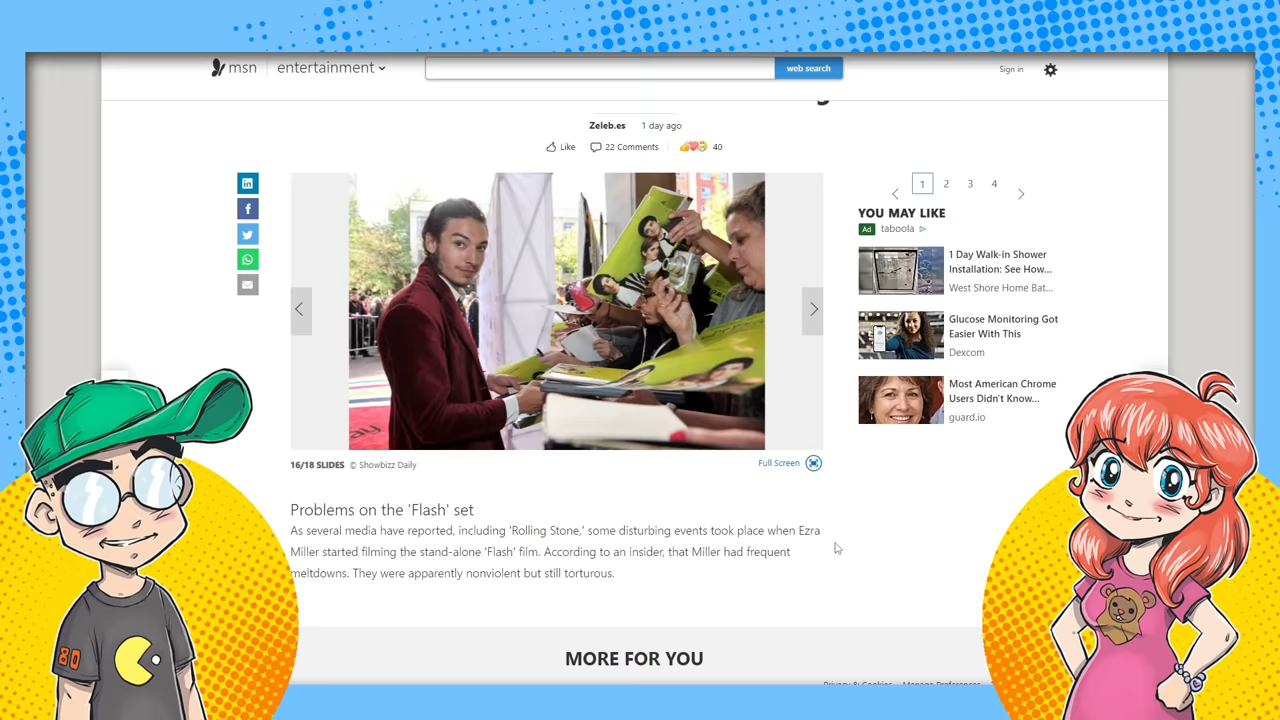 msn
entertainment
web search
Sign in
Zeleb.es 1 day ago
Like 22 Comments 40
1 2 3 4
YOU MAY LIKE
Ad taboola
1 Day Walk-in Shower
Installation: See How...
West Shore Home Bat...
Glucose Monitoring Got
Easier With This
Dexcom
Most American Chrome
Users Didn't Know...
guard.io
16/18 SLIDES © Showbizz Daily
Full Screen
Problems on the 'Flash' set
As several media have reported, including 'Rolling Stone,' some disturbing events took place when Ezra
Miller started filming the stand-alone 'Flash' film. According to an insider, that Miller had frequent
meltdowns. They were apparently nonviolent but still torturous.
MORE FOR YOU
Privacy & Cookies Manage Preferences
80